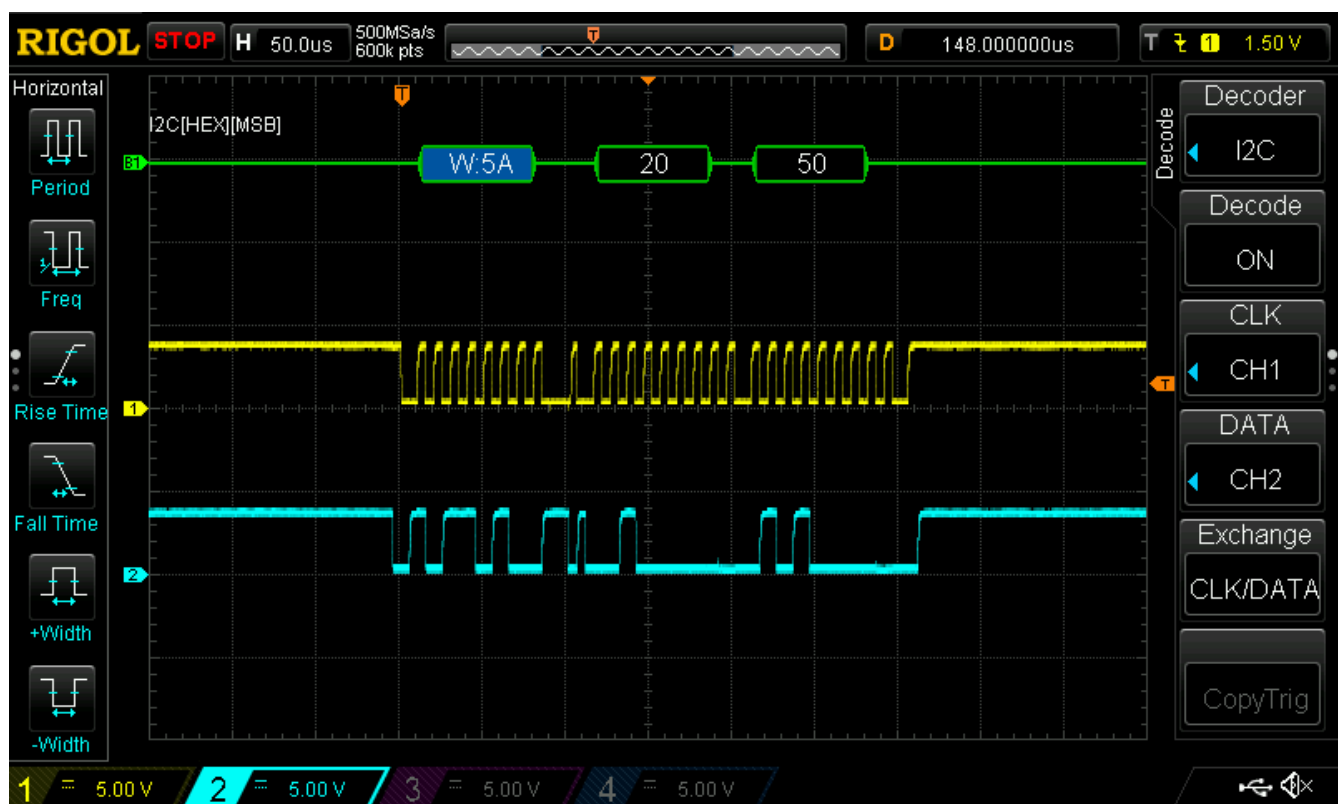 RIGOL STOP H 50.0us 500MSa/s 600k pts T D 148.000000us T 1 1.50 V
Horizontal
Period
Freq
Rise Time
Fall Time
+Width
-Width
I2C[HEX][MSB]
T
B1 W:5A 20 50
1
T
2
Decode
Decoder
I2C
Decode
ON
CLK
CH1
DATA
CH2
Exchange
CLK/DATA
CopyTrig
1 5.00 V 2 5.00 V 3 5.00 V 4 5.00 V